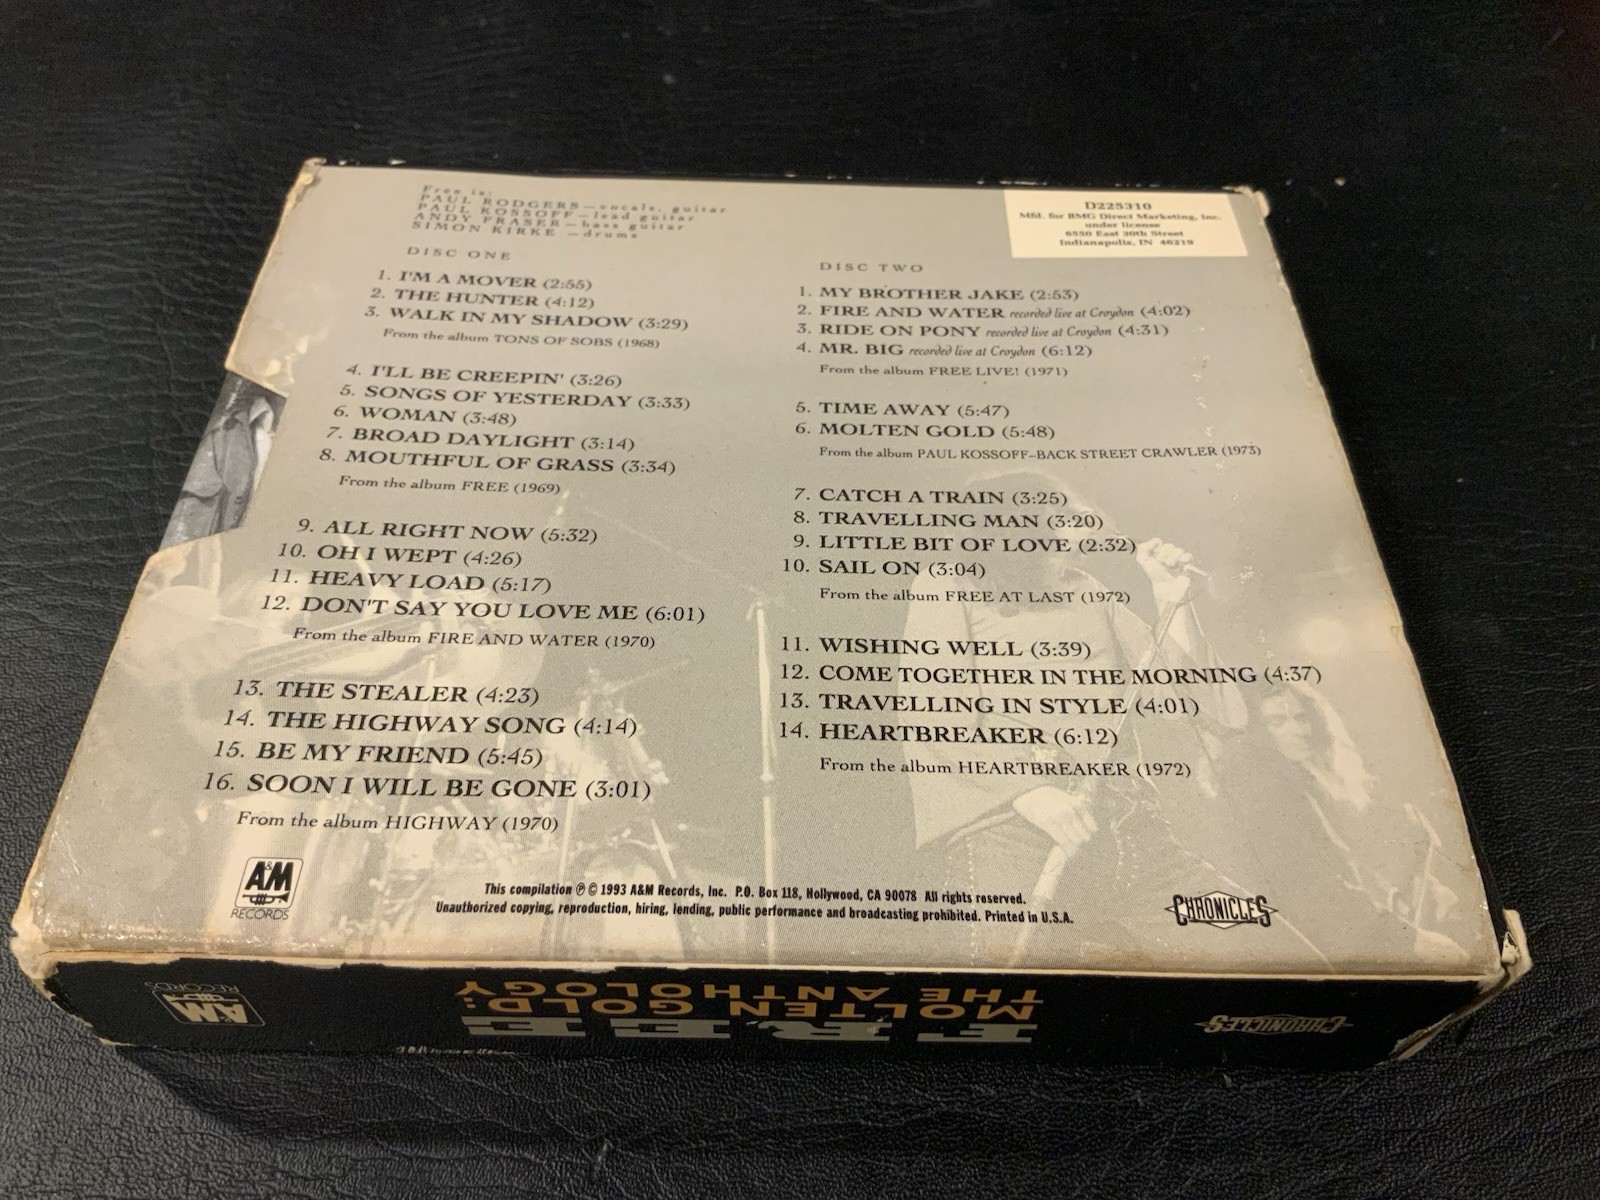 Free is:
PAUL RODGERS—vocals, guitar
PAUL KOSSOFF—lead guitar
ANDY FRASER—bass guitar
SIMON KIRKE —drums
DISC ONE
1. I'M A MOVER (2:55)
2. THE HUNTER (4:12)
3. WALK IN MY SHADOW (3:29)
From the album TONS OF SOBS (1968)
4. I'LL BE CREEPIN' (3:26)
5. SONGS OF YESTERDAY (3:33)
6. WOMAN (3:48)
7. BROAD DAYLIGHT (3:14)
8. MOUTHFUL OF GRASS (3:34)
From the album FREE (1969)
9. ALL RIGHT NOW (5:32)
10. OH I WEPT (4:26)
11. HEAVY LOAD (5:17)
12. DON'T SAY YOU LOVE ME (6:01)
From the album FIRE AND WATER (1970)
13. THE STEALER (4:23)
14. THE HIGHWAY SONG (4:14)
15. BE MY FRIEND (5:45)
16. SOON I WILL BE GONE (3:01)
From the album HIGHWAY (1970)
D225310
Mfd. for BMG Direct Marketing, Inc.
under license
6550 East 30th Street
Indianapolis, IN 46219
DISC TWO
1. MY BROTHER JAKE (2:53)
2. FIRE AND WATER recorded live at Croydon (4:02)
3. RIDE ON PONY recorded live at Croydon (4:31)
4. MR. BIG recorded live at Croydon (6:12)
From the album FREE LIVE! (1971)
5. TIME AWAY (5:47)
6. MOLTEN GOLD (5:48)
From the album PAUL KOSSOFF–BACK STREET CRAWLER (1973)
7. CATCH A TRAIN (3:25)
8. TRAVELLING MAN (3:20)
9. LITTLE BIT OF LOVE (2:32)
10. SAIL ON (3:04)
From the album FREE AT LAST (1972)
11. WISHING WELL (3:39)
12. COME TOGETHER IN THE MORNING (4:37)
13. TRAVELLING IN STYLE (4:01)
14. HEARTBREAKER (6:12)
From the album HEARTBREAKER (1972)
A&M
RECORDS
This compilation ℗ © 1993 A&M Records, Inc. P.O. Box 118, Hollywood, CA 90078 All rights reserved.
Unauthorized copying, reproduction, hiring, lending, public performance and broadcasting prohibited. Printed in U.S.A.
CHRONICLES
CHRONICLES
FREE
MOLTEN GOLD:
THE ANTHOLOGY
A&M
RECORDS